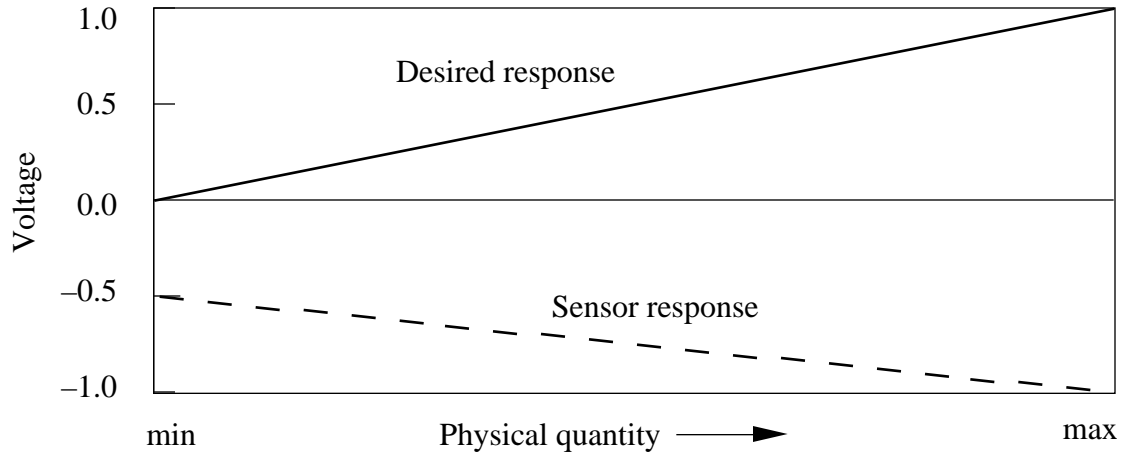 1.0
Desired response
0.5
Voltage
0.0
–0.5
Sensor response
–1.0
min
Physical quantity
max